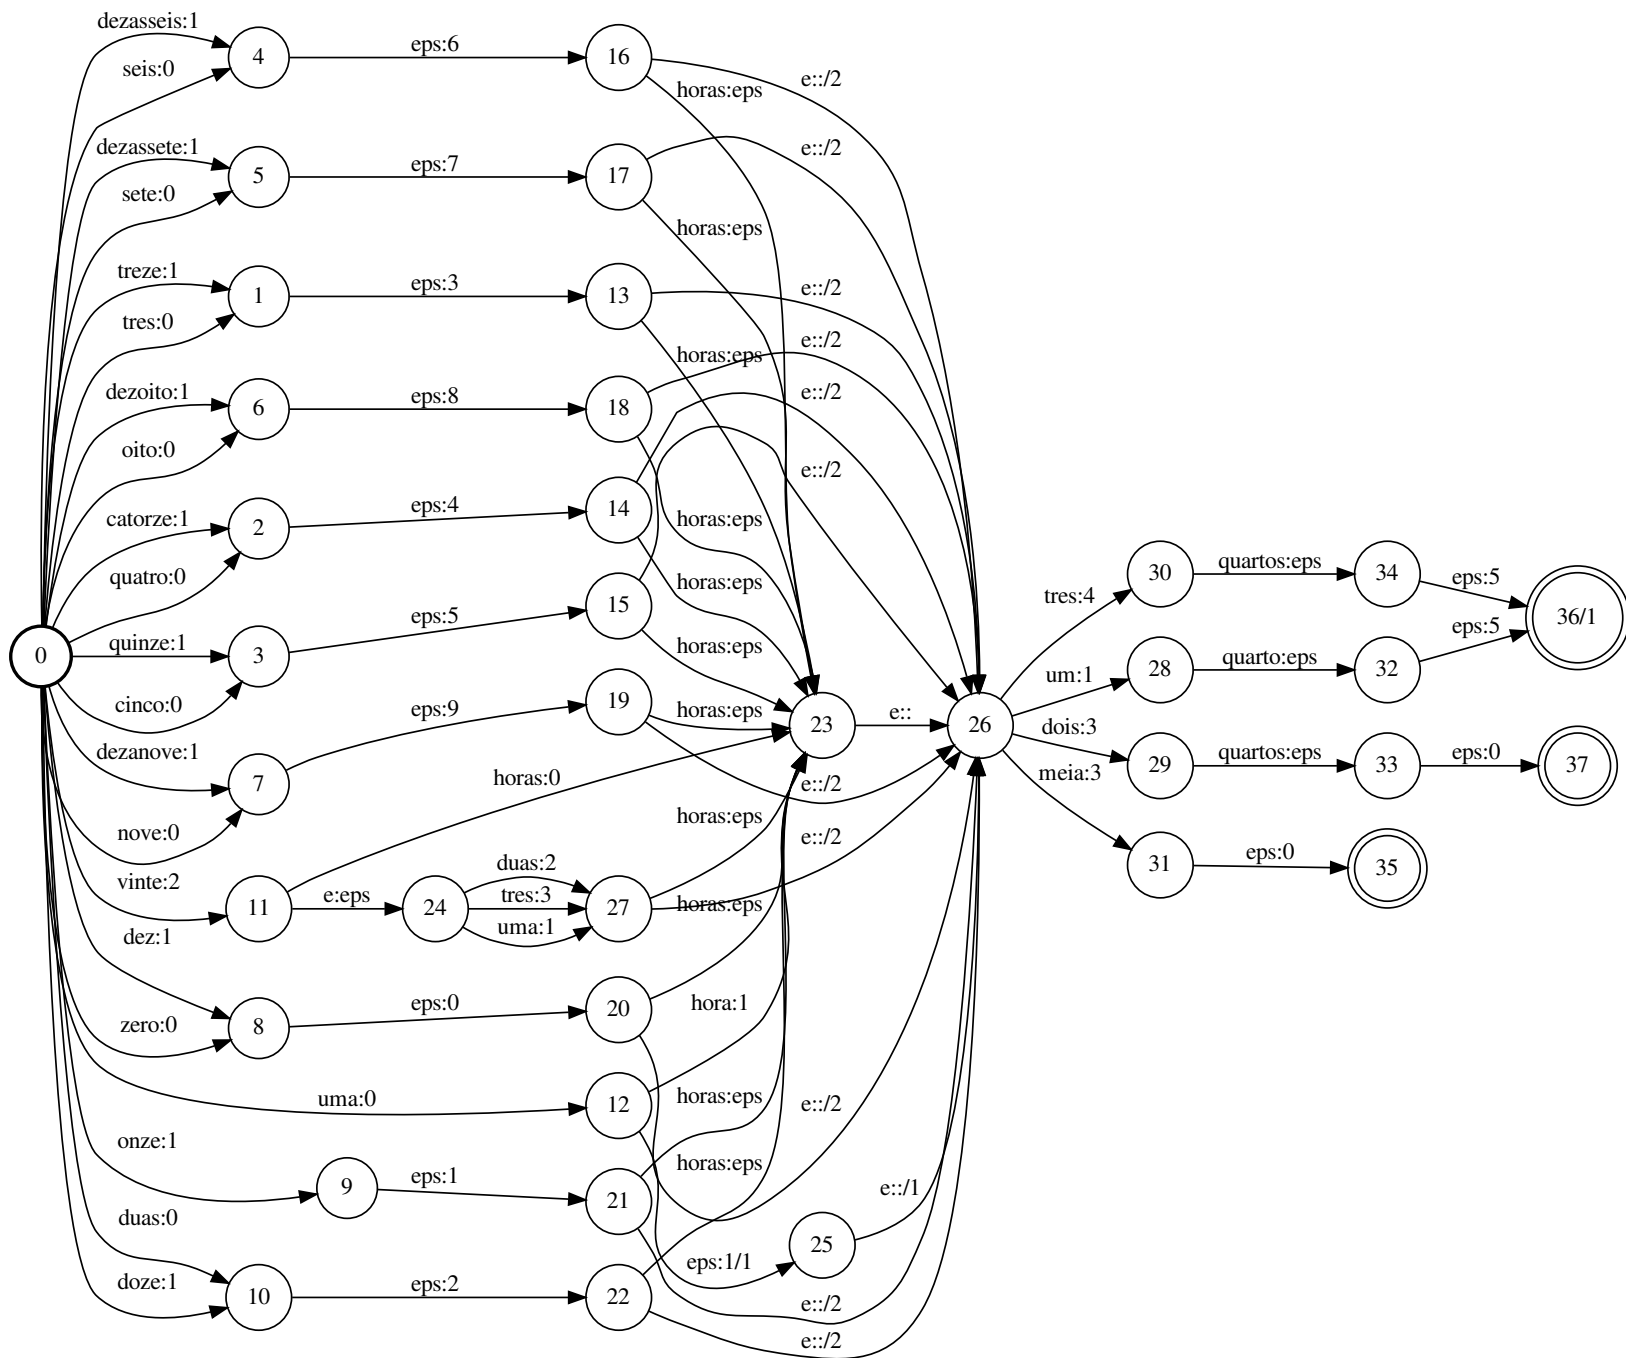 dezasseis:1
seis:0
4
eps:6
16
e::/2
horas:eps
dezassete:1
sete:0
5
eps:7
17
e::/2
horas:eps
treze:1
tres:0
1
eps:3
13
e::/2
horas:eps
dezoito:1
oito:0
6
eps:8
18
e::/2
horas:eps
catorze:1
quatro:0
2
eps:4
14
e::/2
horas:eps
0
quinze:1
cinco:0
3
eps:5
15
e::/2
horas:eps
dezanove:1
nove:0
7
eps:9
19
horas:eps
e::/2
23
e::
26
vinte:2
11
horas:0
e:eps
24
duas:2
tres:3
uma:1
27
horas:eps
e::/2
dez:1
zero:0
8
eps:0
20
horas:eps
uma:0
12
hora:1
eps:1/1
25
e::/1
e::/2
onze:1
9
eps:1
21
horas:eps
e::/2
duas:0
doze:1
10
eps:2
22
horas:eps
e::/2
tres:4
30
quartos:eps
34
eps:5
36/1
um:1
28
quarto:eps
32
eps:5
dois:3
29
quartos:eps
33
eps:0
37
meia:3
31
eps:0
35